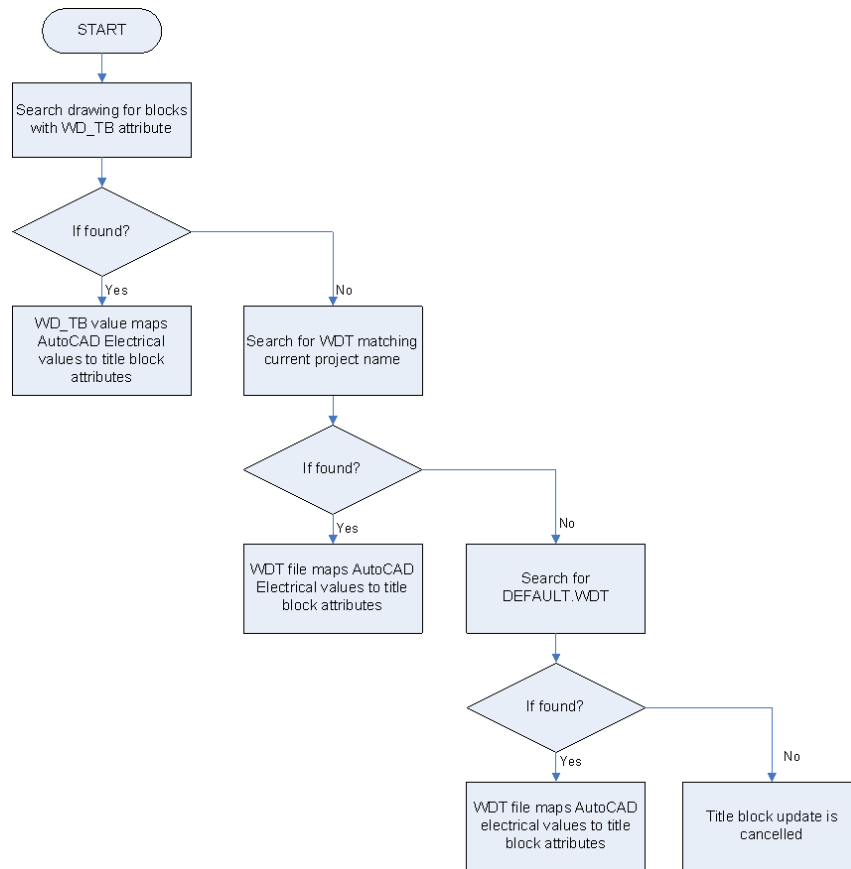 START
Search drawing for blocks
with WD_TB attribute
If found?
Yes
No
WD_TB value maps
AutoCAD Electrical
values to title block
attributes
Search for WDT matching
current project name
If found?
Yes
No
WDT file maps AutoCAD
Electrical values to title
block attributes
Search for
DEFAULT.WDT
If found?
Yes
No
WDT file maps AutoCAD
electrical values to title
block attributes
Title block update is
cancelled